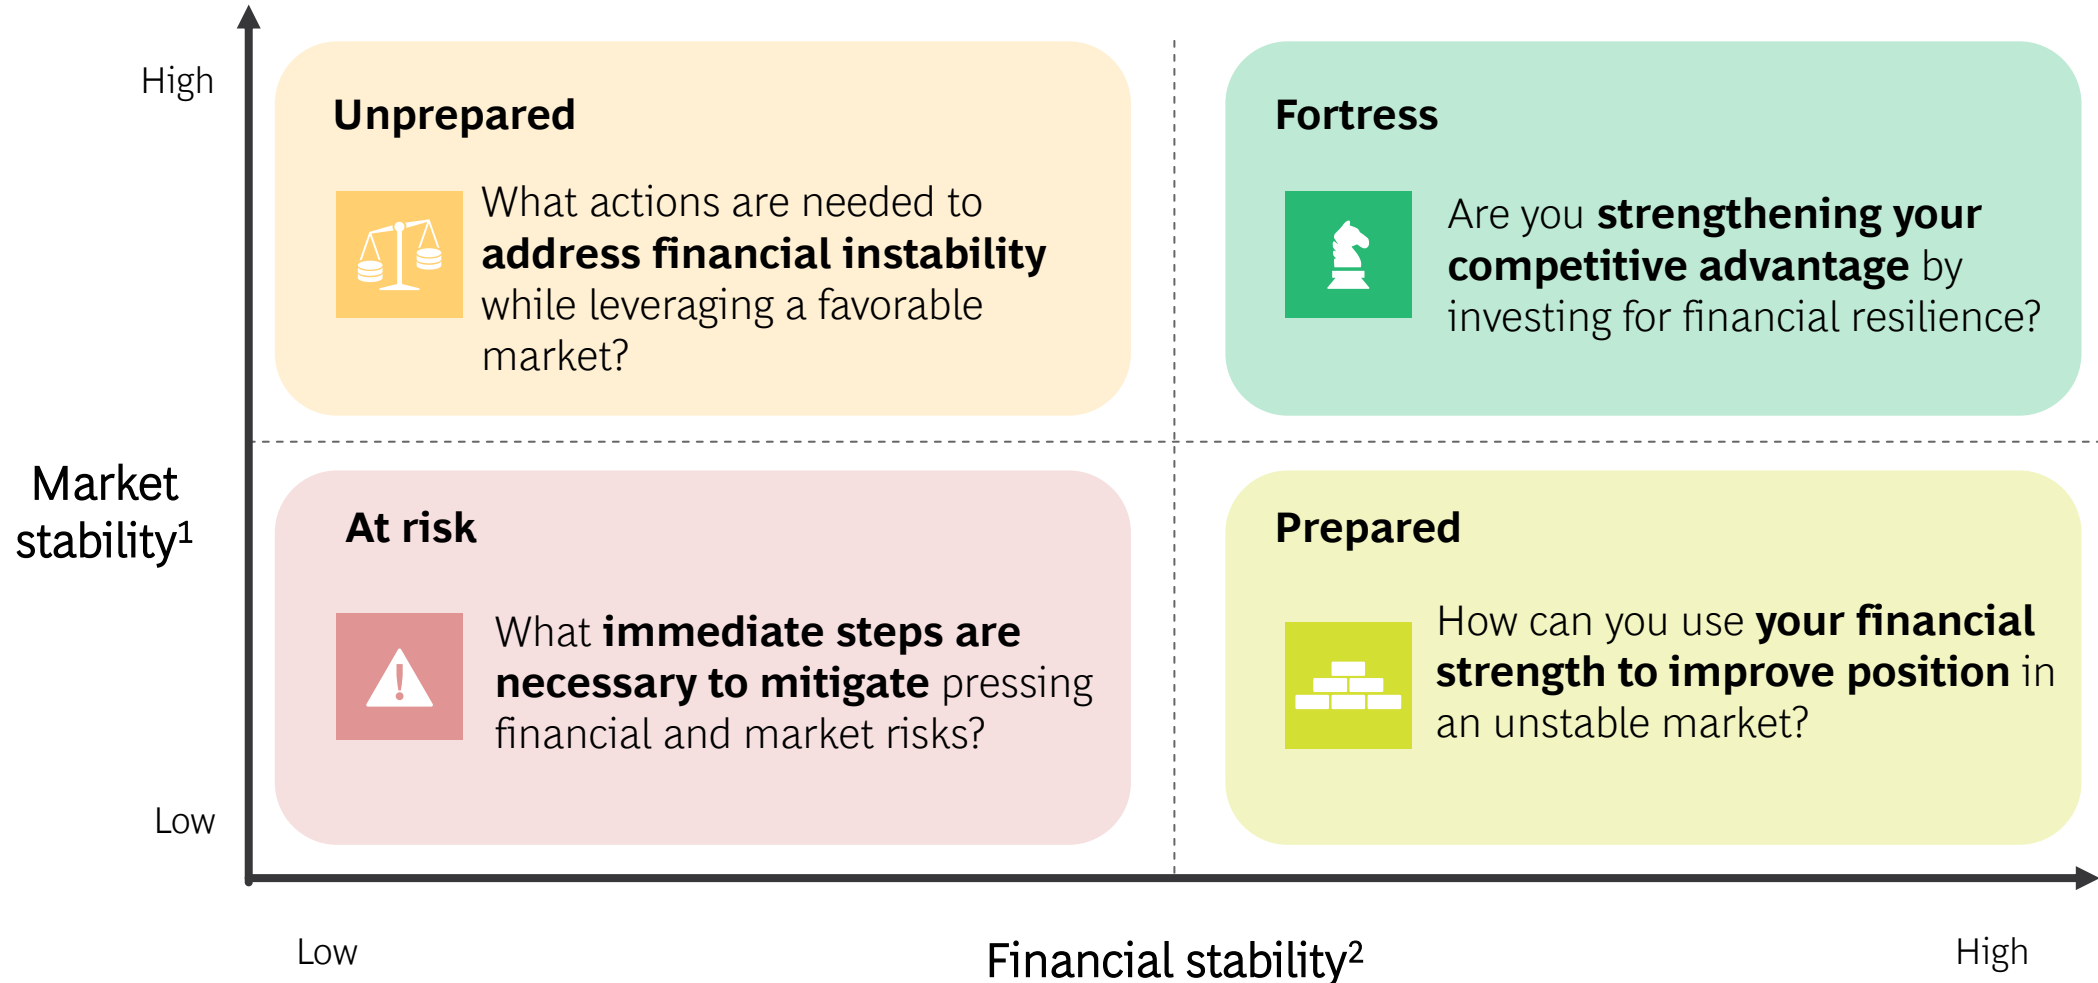 High
Unprepared
What actions are needed to
address financial instability
while leveraging a favorable
market?
Fortress
Are you strengthening your
competitive advantage by
investing for financial resilience?
Market
stability¹
At risk
What immediate steps are
necessary to mitigate pressing
financial and market risks?
Prepared
How can you use your financial
strength to improve position in
an unstable market?
Low
Low
Financial stability²
High